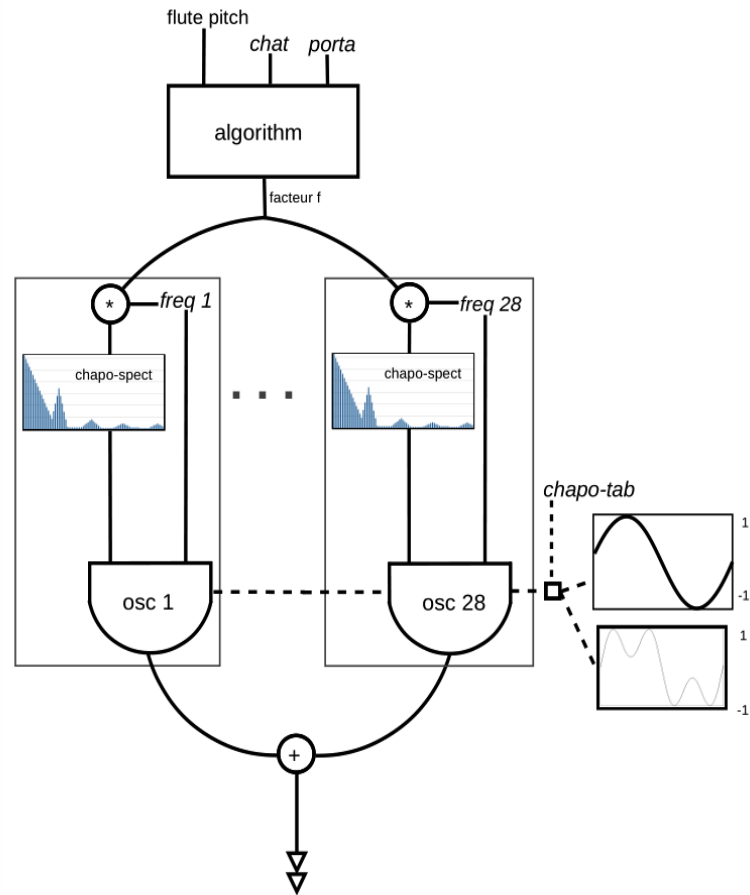 flute pitch
chat porta
algorithm
facteur f
* freq 1
* freq 28
chapo-spect
chapo-spect
. . .
chapo-tab
1
-1
osc 1
osc 28
1
-1
+